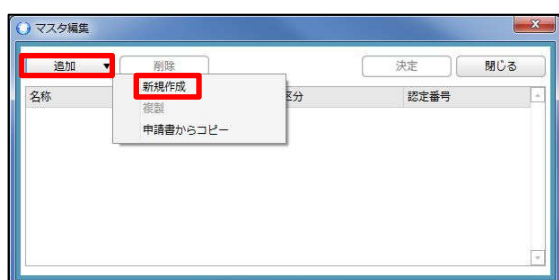 マスタ編集
追加 ▼ 削除 決定 閉じる
新規作成
名称 区分 認定番号
複製
申請書からコピー